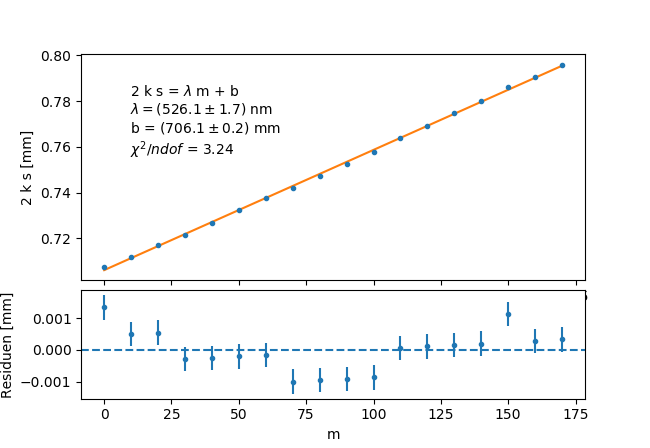 0.80
0.78
0.76
0.74
0.72
2 k s [mm]
2 k s = λ m + b
λ = (526.1 ± 1.7) nm
b = (706.1 ± 0.2) mm
χ²/ndof = 3.24
0.001
0.000
−0.001
Residuen [mm]
0 25 50 75 100 125 150 175
m